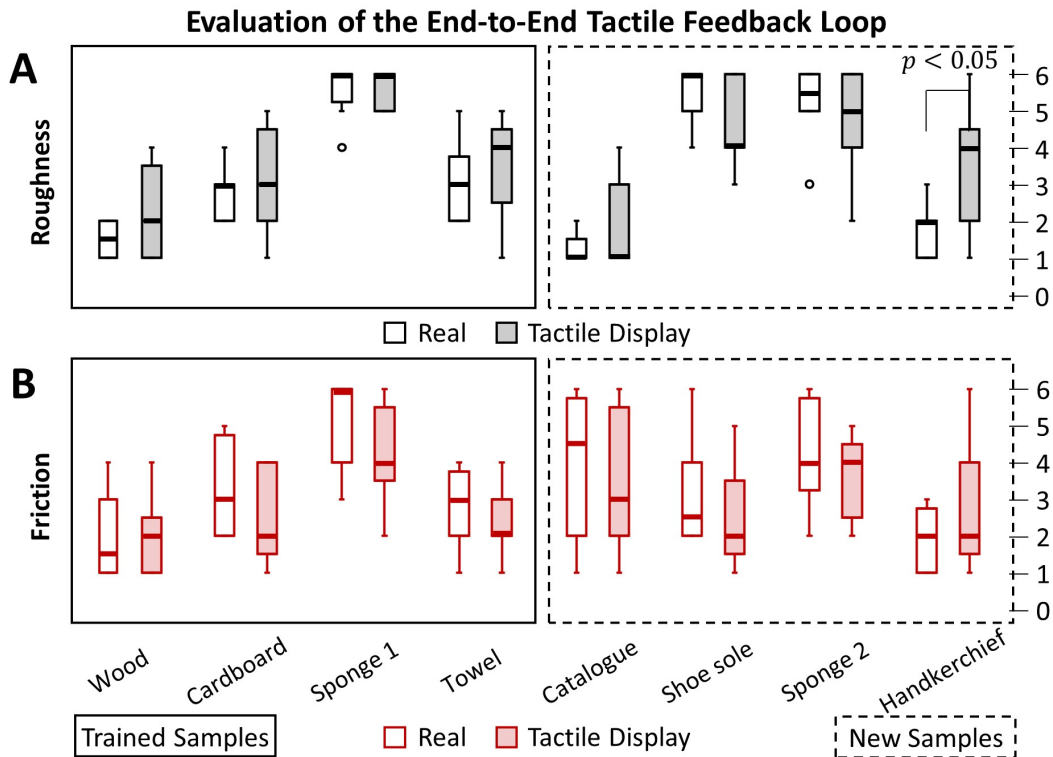 Evaluation of the End-to-End Tactile Feedback Loop
A
Roughness
p < 0.05
6
5
4
3
2
1
0
Real
Tactile Display
B
Friction
6
5
4
3
2
1
0
Wood
Cardboard
Sponge 1
Towel
Catalogue
Shoe sole
Sponge 2
Handkerchief
Trained Samples
Real
Tactile Display
New Samples